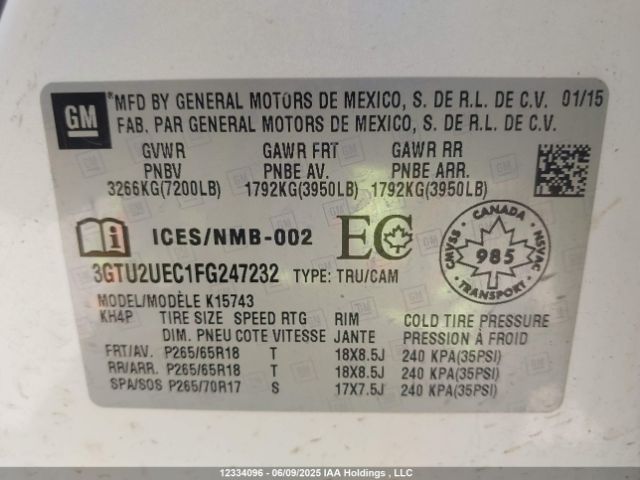 GM
*MFD BY GENERAL MOTORS DE MEXICO, S. DE R.L. DE C.V. 01/15
FAB. PAR GENERAL MOTORS DE MEXICO, S. DE R.L. DE C.V.
GVWR GAWR FRT GAWR RR
PNBV PNBE AV. PNBE ARR.
3266KG(7200LB) 1792KG(3950LB) 1792KG(3950LB)
i ICES/NMB-002 EC
CANADA
CMVSS 985 NSVAC
TRANSPORT
3GTU2UEC1FG247232 TYPE: TRU/CAM
MODEL/MODÈLE K15743
KH4P TIRE SIZE SPEED RTG RIM COLD TIRE PRESSURE
DIM. PNEU COTE VITESSE JANTE PRESSION À FROID
FRT/AV. P265/65R18 T 18X8.5J 240 KPA(35PSI)
RR/ARR. P265/65R18 T 18X8.5J 240 KPA(35PSI)
SPA/SOS P265/70R17 S 17X7.5J 240 KPA(35PSI)
12334096 - 06/09/2025 IAA Holdings , LLC